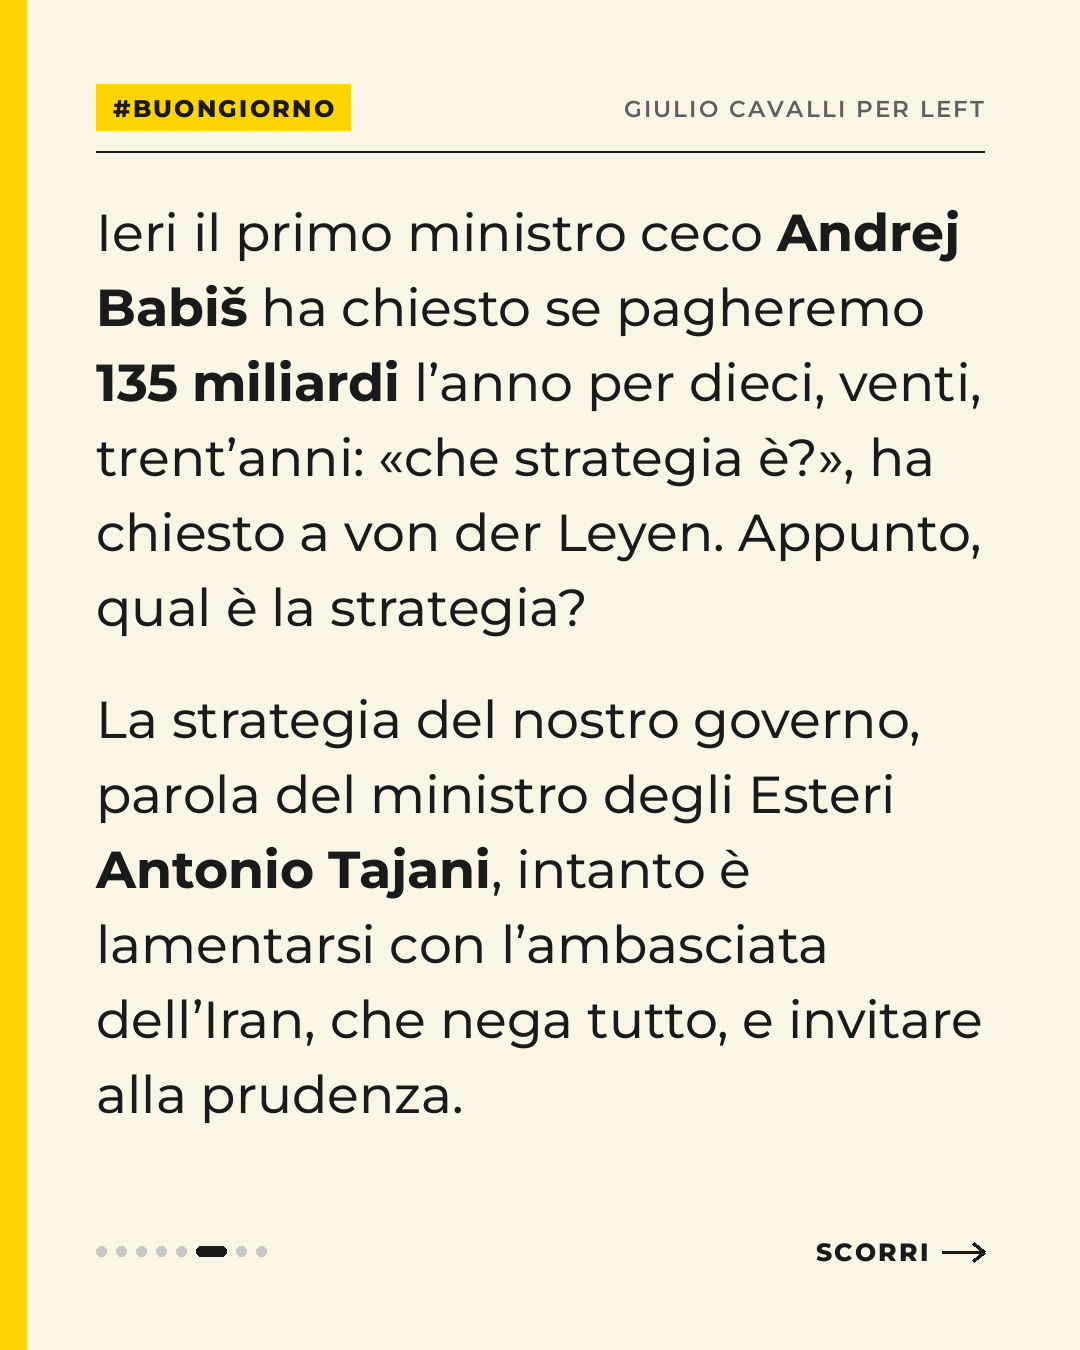 #BUONGIORNO
GIULIO CAVALLI PER LEFT
Ieri il primo ministro ceco Andrej
Babiš ha chiesto se pagheremo
135 miliardi l’anno per dieci, venti,
trent’anni: «che strategia è?», ha
chiesto a von der Leyen. Appunto,
qual è la strategia?
La strategia del nostro governo,
parola del ministro degli Esteri
Antonio Tajani, intanto è
lamentarsi con l’ambasciata
dell’Iran, che nega tutto, e invitare
alla prudenza.
SCORRI